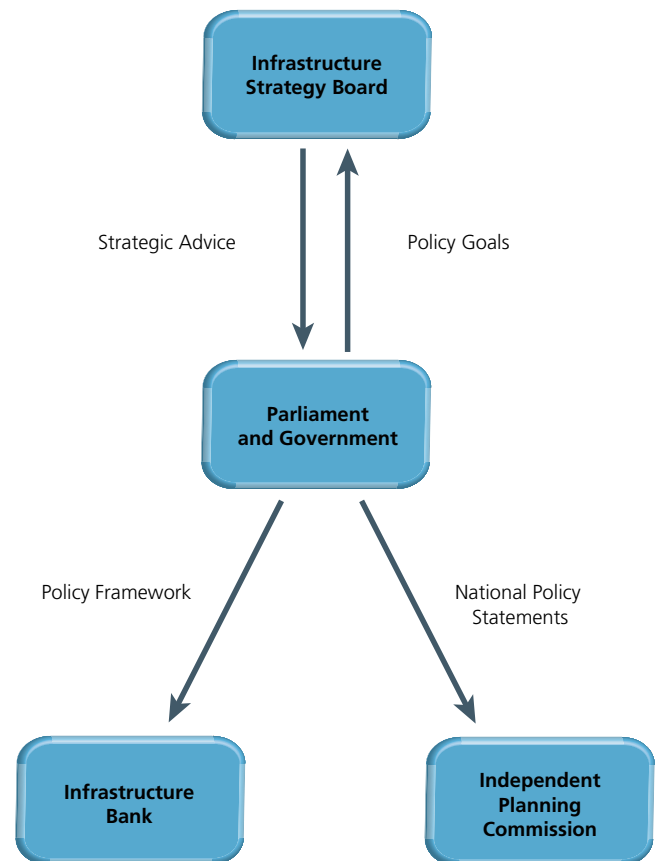 Infrastructure
Strategy Board
Strategic Advice
Policy Goals
Parliament
and Government
Policy Framework
National Policy
Statements
Infrastructure
Bank
Independent
Planning
Commission